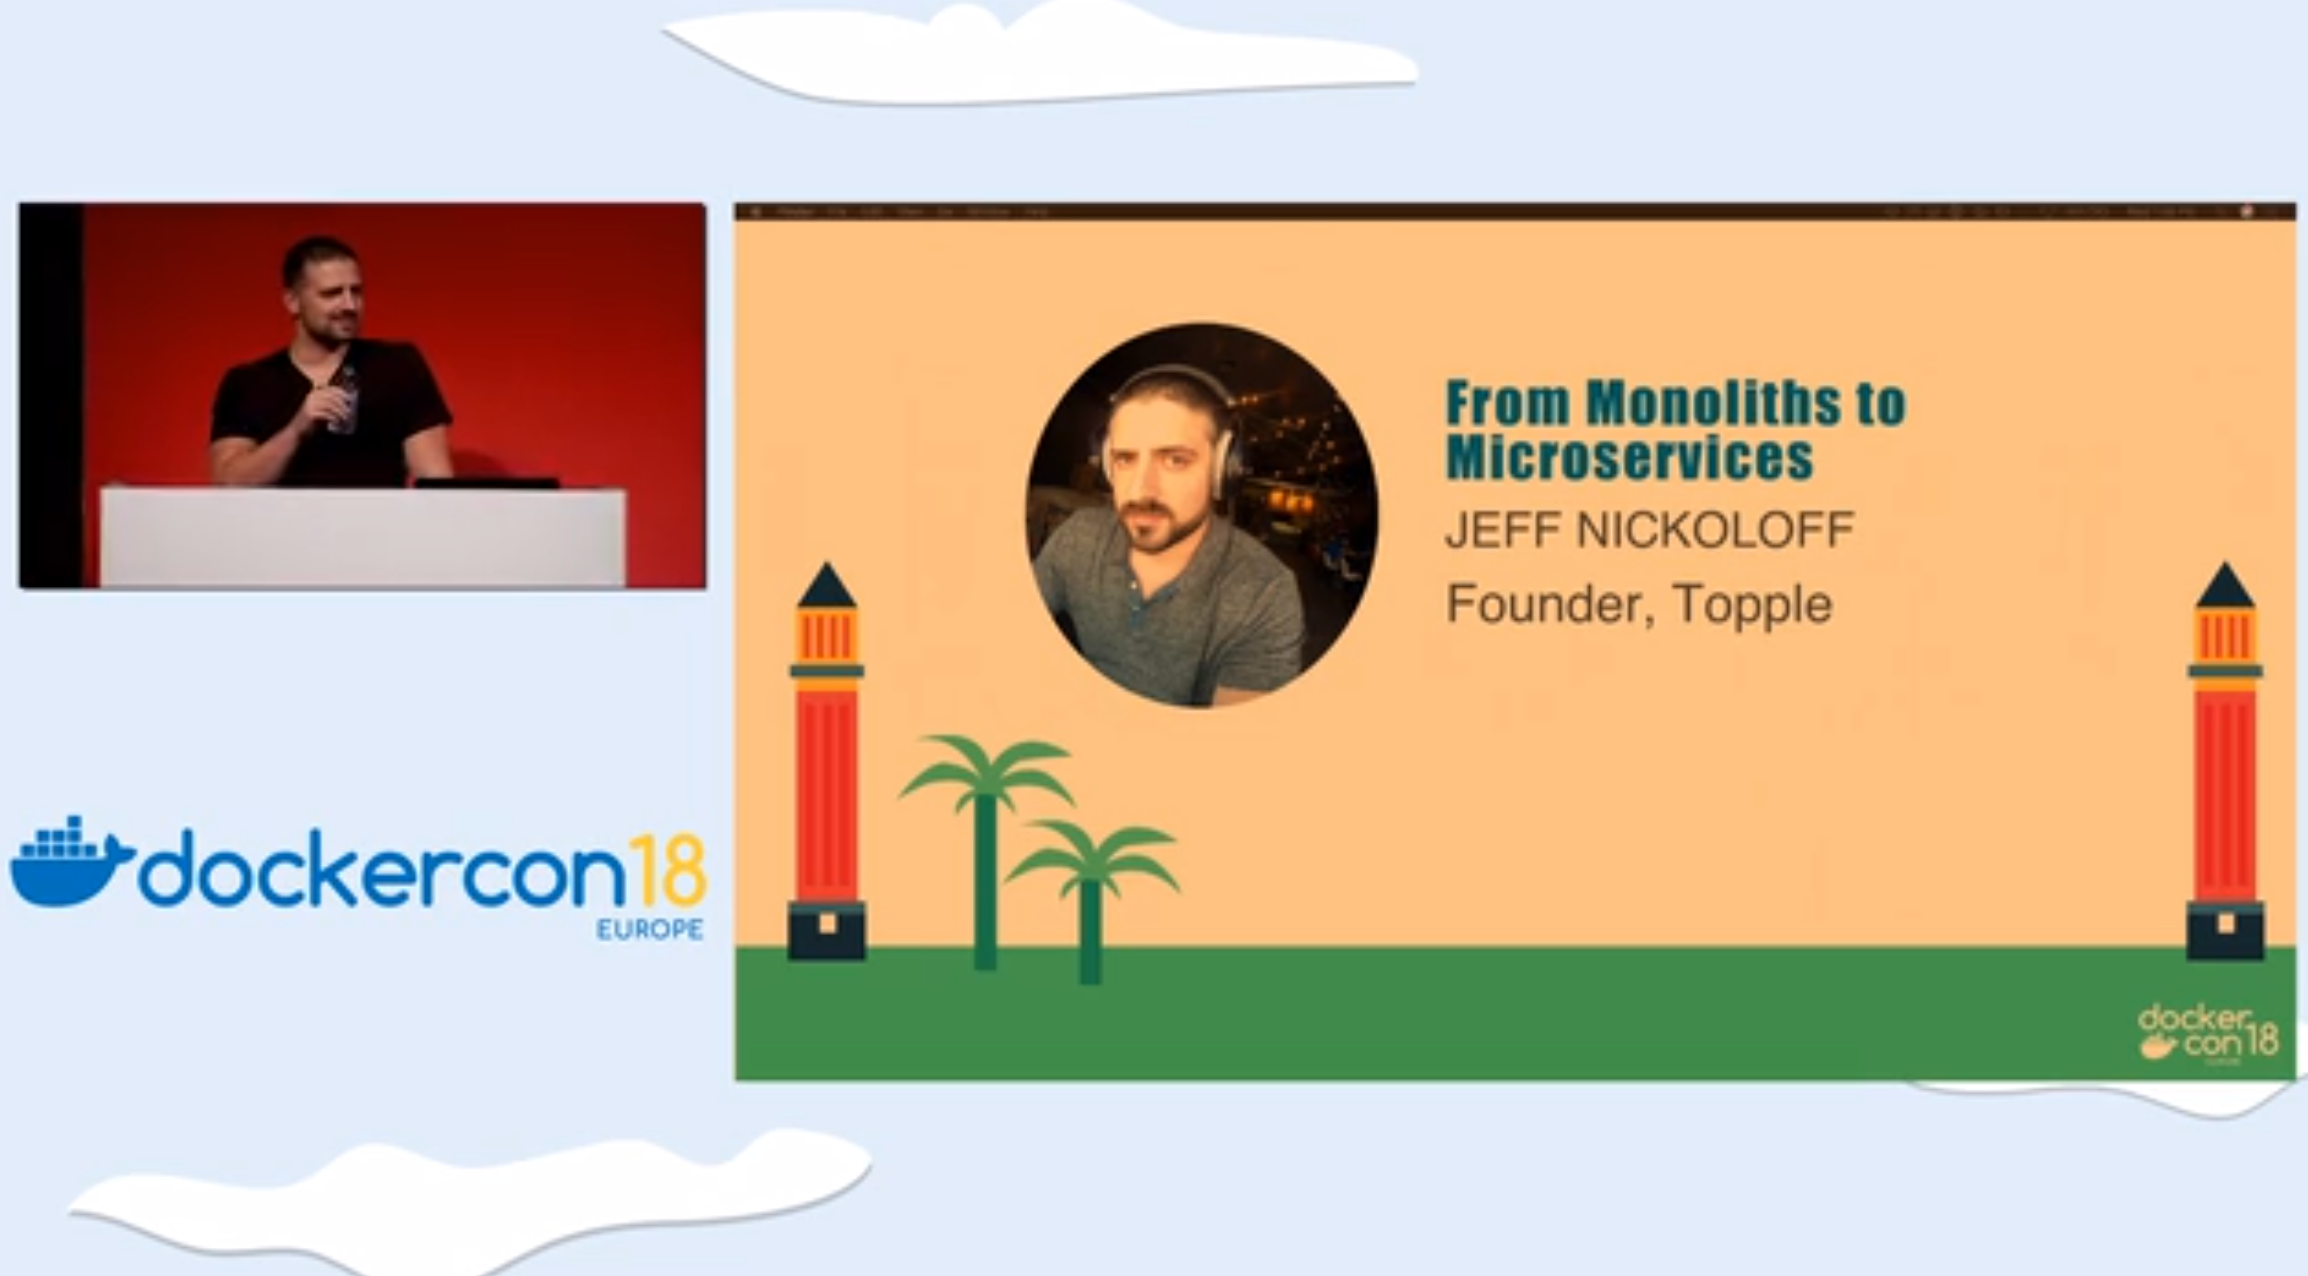 From Monoliths to
Microservices
JEFF NICKOLOFF
Founder, Topple
dockercon18
EUROPE
docker
con18